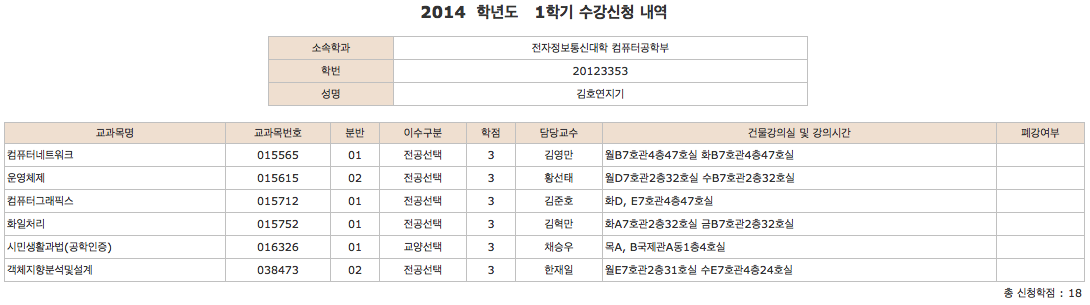 2014 학년도 1학기 수강신청 내역
소속학과 전자정보통신대학 컴퓨터공학부
학번 20123353
성명 김호연지기
교과목명 교과목번호 분반 이수구분 학점 담당교수 건물강의실 및 강의시간 폐강여부
컴퓨터네트워크 015565 01 전공선택 3 김영만 월B7호관4층47호실 화B7호관4층47호실
운영체제 015615 02 전공선택 3 황선태 월D7호관2층32호실 수B7호관2층32호실
컴퓨터그래픽스 015712 01 전공선택 3 김준호 화D, E7호관4층47호실
화일처리 015752 01 전공선택 3 김혁만 화A7호관2층32호실 금B7호관2층32호실
시민생활과법(공학인증) 016326 01 교양선택 3 채승우 목A, B국제관A동1층4호실
객체지향분석및설계 038473 02 전공선택 3 한재일 월E7호관2층31호실 수E7호관4층24호실
총 신청학점 : 18